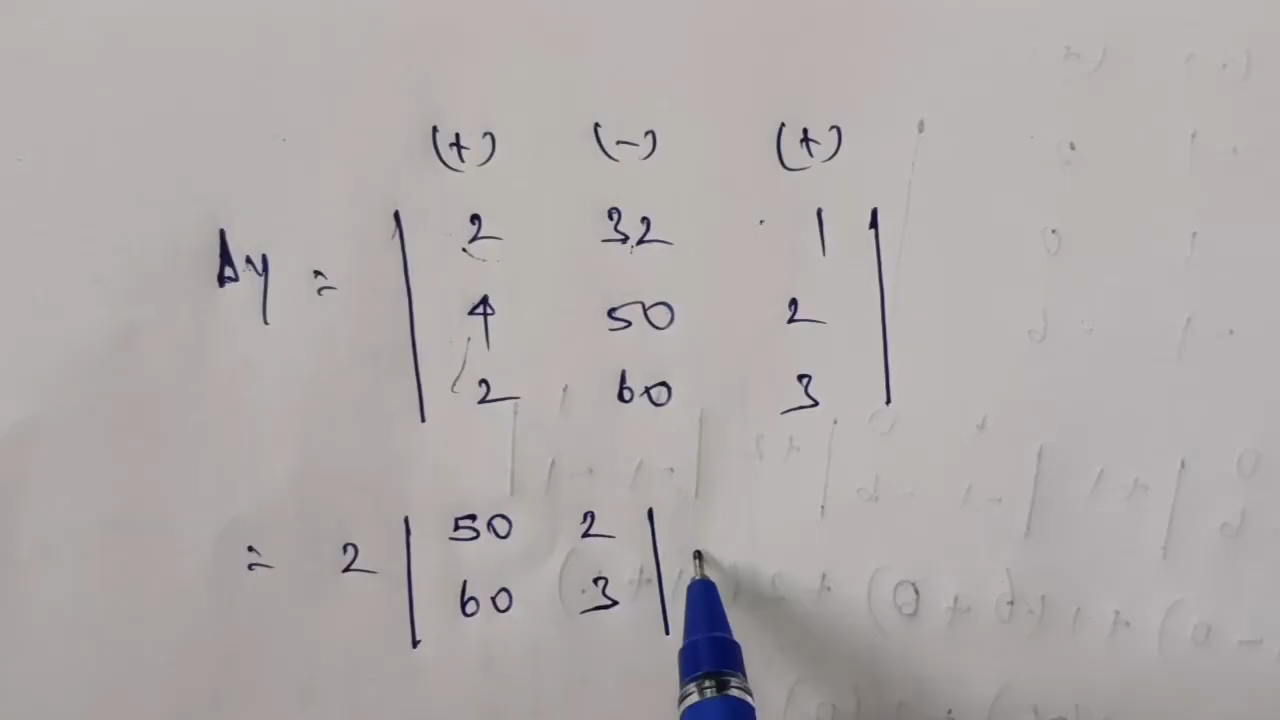 (+) (-) (+)
Δy = | 2 32 1 |
| 4 50 2 |
| 2 60 3 |
= 2 | 50 2 |
| 60 3 |